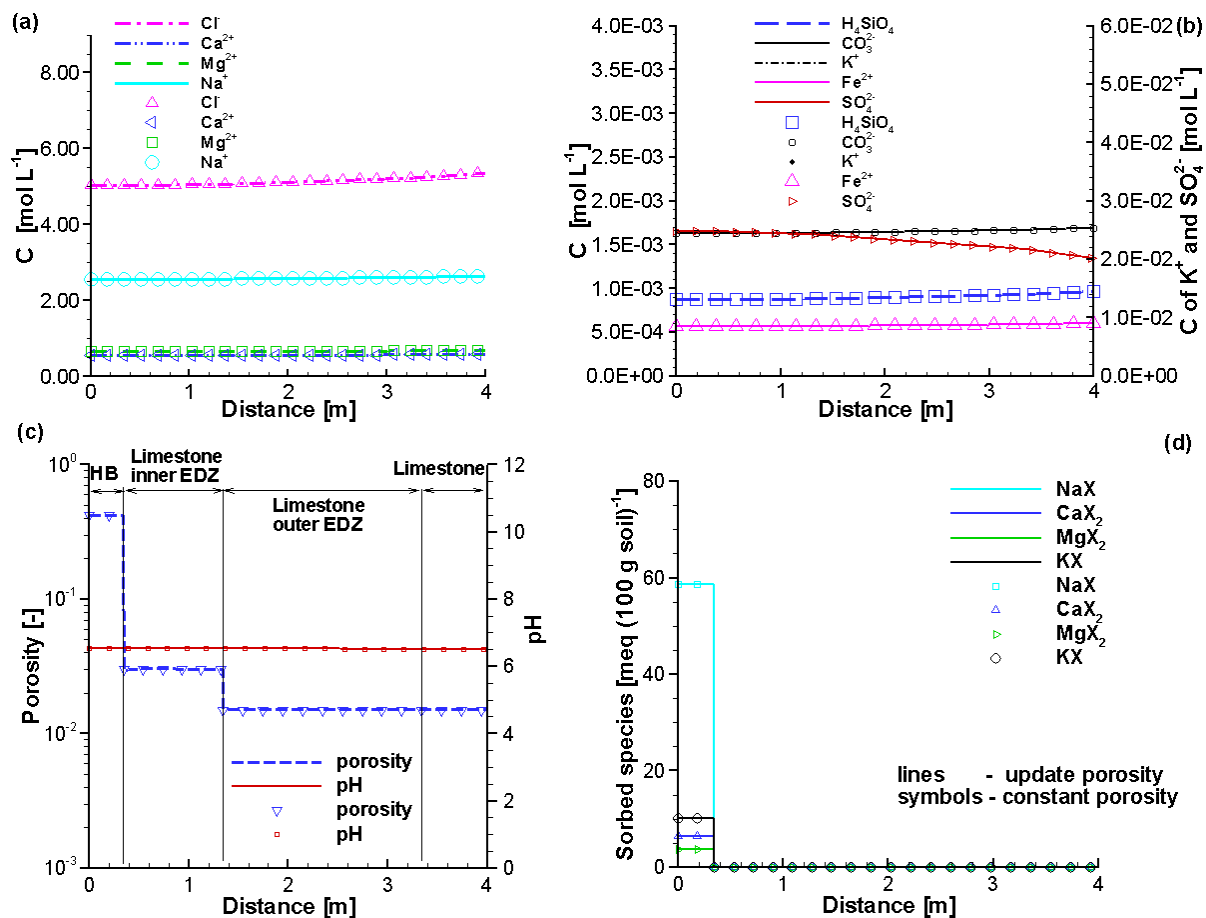 (a)
Cl⁻
Ca²⁺
Mg²⁺
Na⁺
Cl⁻
Ca²⁺
Mg²⁺
Na⁺
C [mol L⁻¹]
9.00
6.00
4.00
2.00
0.00
0 1 2 3 4
Distance [m]
(b)
H₄SiO₄
CO₃²⁻
K⁺
Fe²⁺
SO₄²⁻
H₄SiO₄
CO₃²⁻
K⁺
Fe²⁺
SO₄²⁻
C [mol L⁻¹]
4.0E-03
3.5E-03
3.0E-03
2.5E-03
2.0E-03
1.5E-03
1.0E-03
5.0E-04
0.0E+00
0 1 2 3 4
Distance [m]
6.0E-02
5.0E-02
4.0E-02
3.0E-02
2.0E-02
1.0E-02
0.0E+00
C of K⁺ and SO₄²⁻ [mol L⁻¹]
(c)
HB
Limestone
inner EDZ
Limestone
outer EDZ
Limestone
Porosity [-]
10⁰
10⁻¹
10⁻²
10⁻³
porosity
pH
porosity
pH
0 1 2 3 4
Distance [m]
12
10
8
6
4
2
0
pH
(d)
NaX
CaX₂
MgX₂
KX
NaX
CaX₂
MgX₂
KX
lines - update porosity
symbols - constant porosity
Sorbed species [meq (100 g soil)⁻¹]
80
60
40
20
0
0 1 2 3 4
Distance [m]